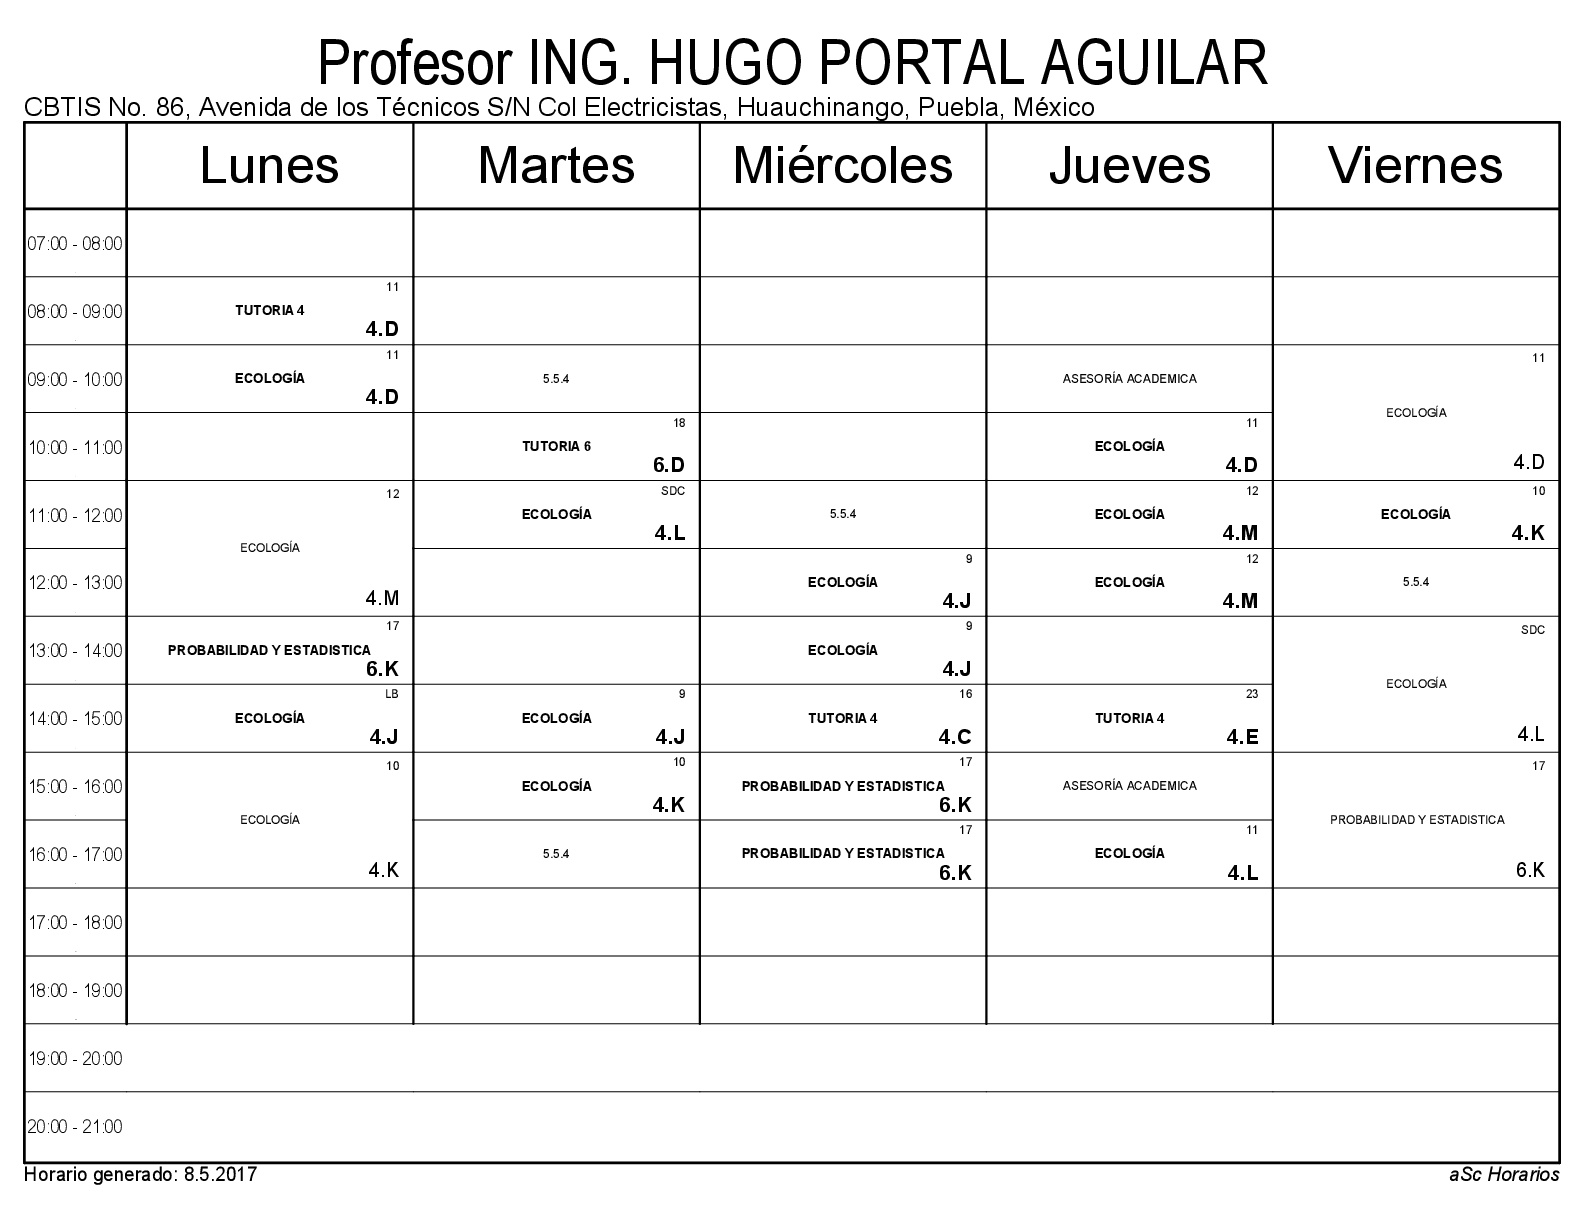 Profesor ING. HUGO PORTAL AGUILAR
CBTIS No. 86, Avenida de los Técnicos S/N Col Electricistas, Huauchinango, Puebla, México
Lunes Martes Miércoles Jueves Viernes
07:00 - 08:00
11
08:00 - 09:00 TUTORIA 4
4.D
11 11
09:00 - 10:00 ECOLOGÍA 5.5.4 ASESORÍA ACADEMICA
4.D
ECOLOGÍA
18 11
10:00 - 11:00 TUTORIA 6 ECOLOGÍA
6.D 4.D 4.D
12 SDC 12 10
11:00 - 12:00 ECOLOGÍA 5.5.4 ECOLOGÍA ECOLOGÍA
4.L 4.M 4.K
ECOLOGÍA
9 12
12:00 - 13:00 ECOLOGÍA ECOLOGÍA 5.5.4
4.M 4.J 4.M
17 9 SDC
13:00 - 14:00 PROBABILIDAD Y ESTADISTICA ECOLOGÍA
6.K 4.J
ECOLOGÍA
LB 9 16 23
14:00 - 15:00 ECOLOGÍA ECOLOGÍA TUTORIA 4 TUTORIA 4
4.J 4.J 4.C 4.E 4.L
10 10 17 17
15:00 - 16:00 ECOLOGÍA PROBABILIDAD Y ESTADISTICA ASESORÍA ACADEMICA
4.K 6.K
ECOLOGÍA PROBABILIDAD Y ESTADISTICA
17 11
16:00 - 17:00 5.5.4 PROBABILIDAD Y ESTADISTICA ECOLOGÍA
4.K 6.K 4.L 6.K
17:00 - 18:00
18:00 - 19:00
19:00 - 20:00
20:00 - 21:00
Horario generado: 8.5.2017 aSc Horarios